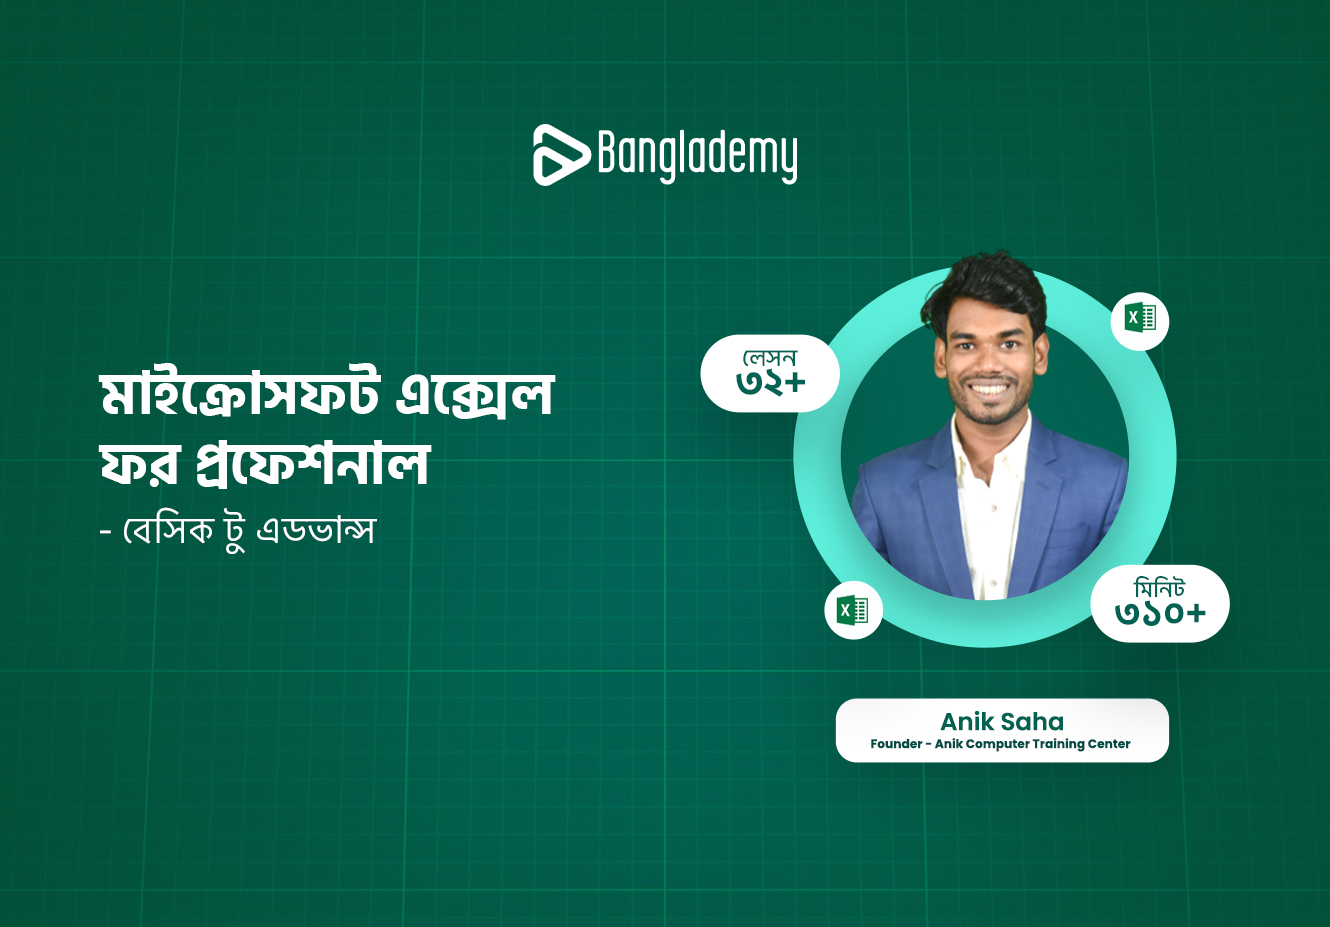 Banglademy
মাইক্রোসফট এক্সেল
ফর প্রফেশনাল
- বেসিক টু এডভান্স
লেসন
৩২+
X
X
মিনিট
৩১০+
Anik Saha
Founder - Anik Computer Training Center